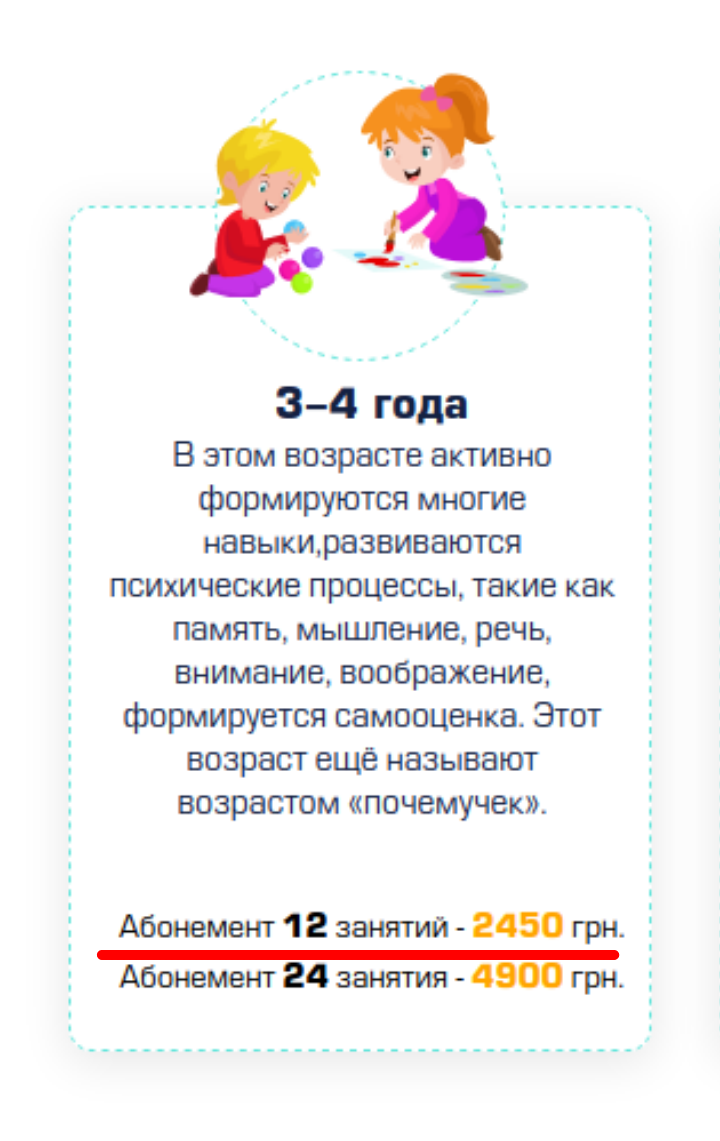 3–4 года
В этом возрасте активно
формируются многие
навыки,развиваются
психические процессы, такие как
память, мышление, речь,
внимание, воображение,
формируется самооценка. Этот
возраст ещё называют
возрастом «почемучек».
Абонемент 12 занятий - 2450 грн.
Абонемент 24 занятия - 4900 грн.